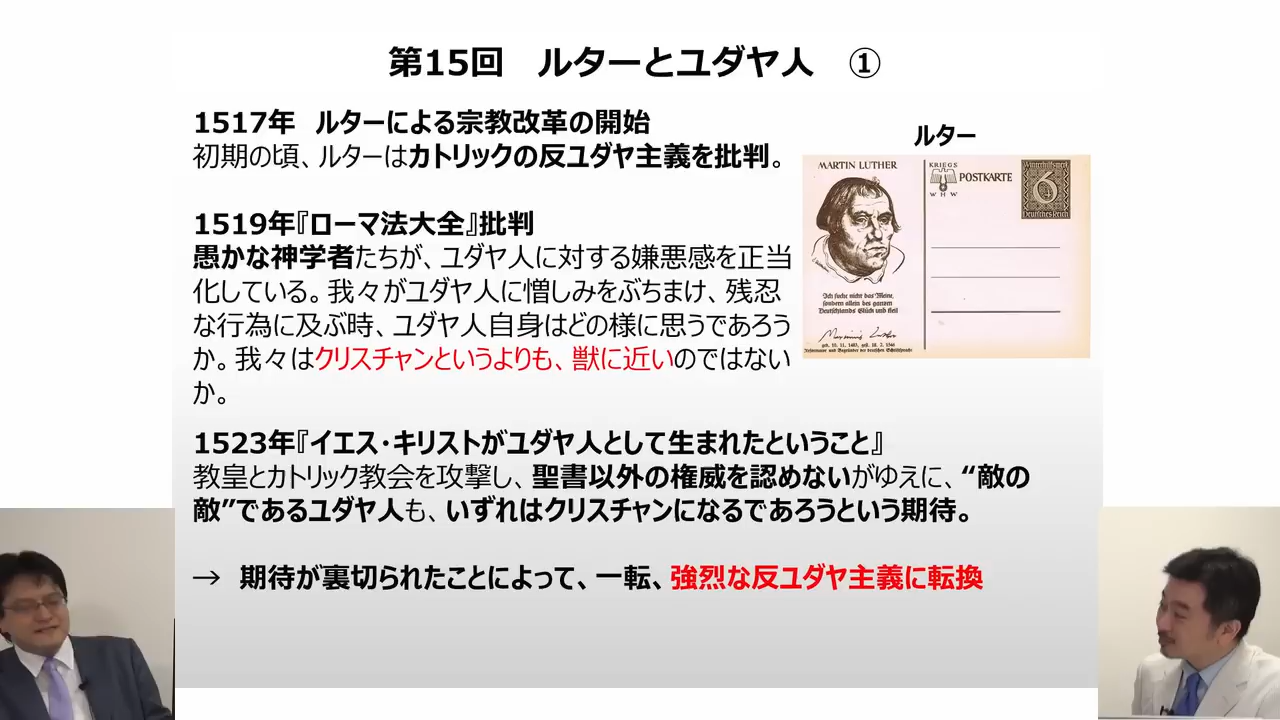 第15回 ルターとユダヤ人 ①
1517年 ルターによる宗教改革の開始
初期の頃、ルターはカトリックの反ユダヤ主義を批判。
1519年『ローマ法大全』批判
愚かな神学者たちが、ユダヤ人に対する嫌悪感を正当
化している。我々がユダヤ人に憎しみをぶちまけ、残忍
な行為に及ぶ時、ユダヤ人自身はどの様に思うであろう
か。我々はクリスチャンというよりも、獣に近いのではない
か。
1523年『イエス・キリストがユダヤ人として生まれたということ』
教皇とカトリック教会を攻撃し、聖書以外の権威を認めないがゆえに、“敵の
敵”であるユダヤ人も、いずれはクリスチャンになるであろうという期待。
→ 期待が裏切られたことによって、一転、強烈な反ユダヤ主義に転換
ルター
MARTIN LUTHER
Ich suche nicht das Meine,
sondern allein des ganzen
Deutschlands Glück und Heil
KRIEGS
W H W
POSTKARTE
Winterhilfswerk
6
Deutsches Reich